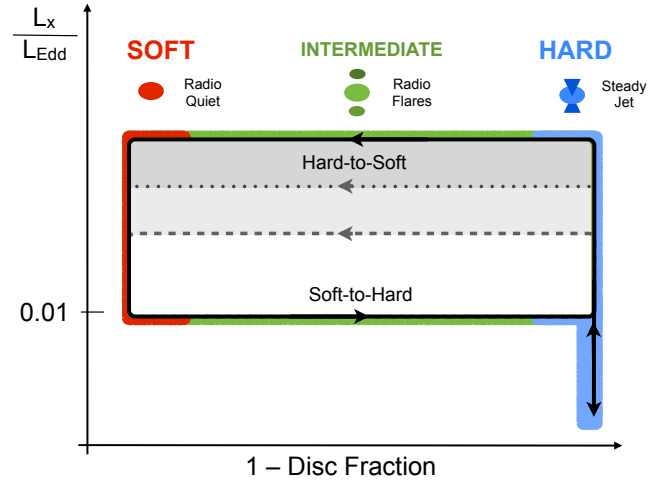 Lx
LEdd
SOFT
INTERMEDIATE
HARD
Radio
Quiet
Radio
Flares
Steady
Jet
Hard-to-Soft
Soft-to-Hard
0.01
1 – Disc Fraction